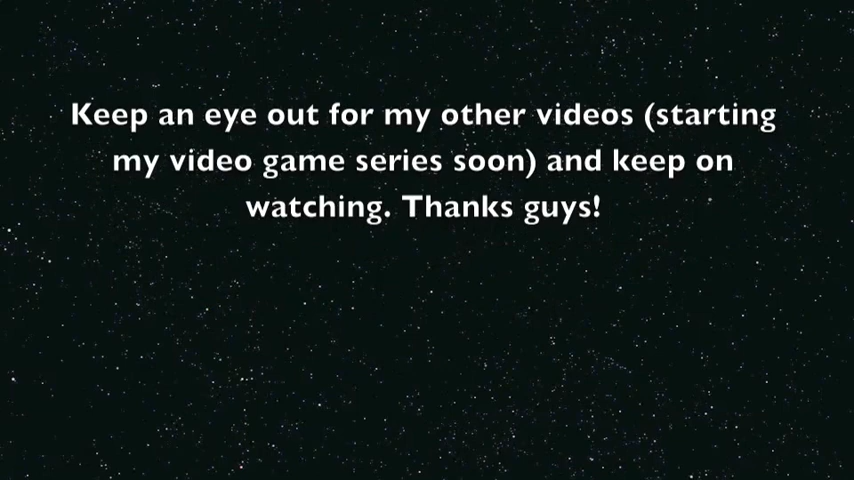 Keep an eye out for my other videos (starting
my video game series soon) and keep on
watching. Thanks guys!